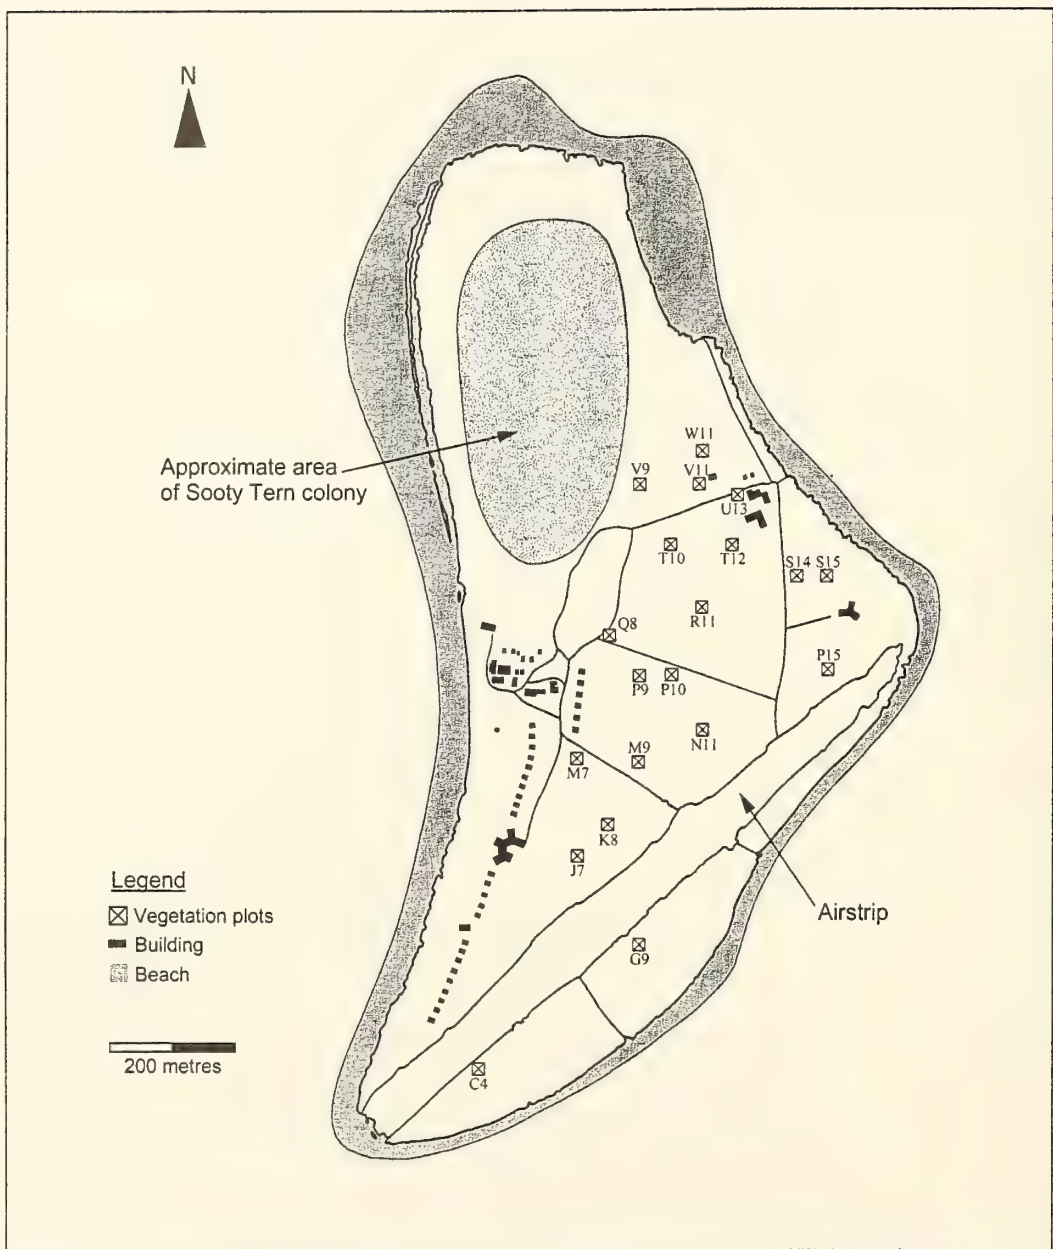 N
Approximate area
of Sooty Tern colony
W11
V9
V11
U13
T10
T12
S14
S15
R11
Q8
P15
P9
P10
N11
M9
M7
K8
J7
Airstrip
G9
C4
Legend
Vegetation plots
Building
Beach
200 metres